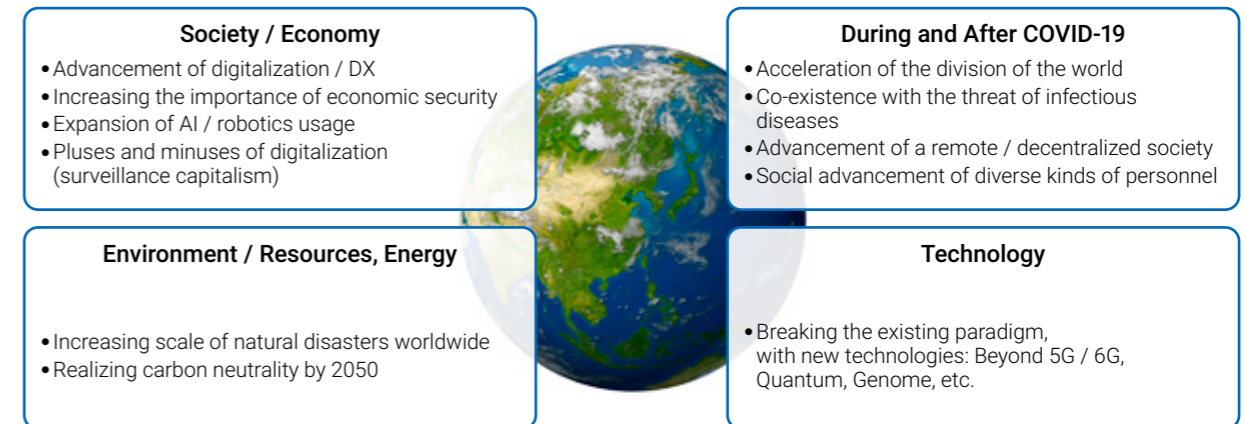 Society / Economy
•Advancement of digitalization / DX
•Increasing the importance of economic security
•Expansion of AI / robotics usage
•Pluses and minuses of digitalization
(surveillance capitalism)
During and After COVID-19
•Acceleration of the division of the world
•Co-existence with the threat of infectious
diseases
•Advancement of a remote / decentralized society
•Social advancement of diverse kinds of personnel
Environment / Resources, Energy
•Increasing scale of natural disasters worldwide
•Realizing carbon neutrality by 2050
Technology
•Breaking the existing paradigm,
with new technologies: Beyond 5G / 6G,
Quantum, Genome, etc.